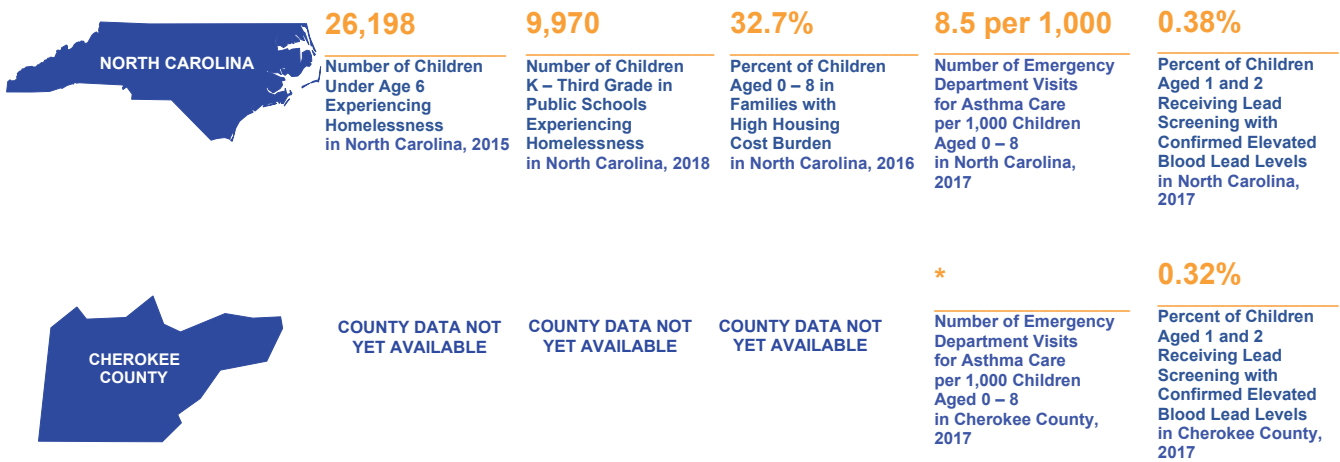 NORTH CAROLINA
26,198
Number of Children
Under Age 6
Experiencing
Homelessness
in North Carolina, 2015
9,970
Number of Children
K – Third Grade in
Public Schools
Experiencing
Homelessness
in North Carolina, 2018
32.7%
Percent of Children
Aged 0 – 8 in
Families with
High Housing
Cost Burden
in North Carolina, 2016
8.5 per 1,000
Number of Emergency
Department Visits
for Asthma Care
per 1,000 Children
Aged 0 – 8
in North Carolina,
2017
0.38%
Percent of Children
Aged 1 and 2
Receiving Lead
Screening with
Confirmed Elevated
Blood Lead Levels
in North Carolina,
2017
CHEROKEE
COUNTY
COUNTY DATA NOT
YET AVAILABLE
COUNTY DATA NOT
YET AVAILABLE
COUNTY DATA NOT
YET AVAILABLE
*
Number of Emergency
Department Visits
for Asthma Care
per 1,000 Children
Aged 0 – 8
in Cherokee County,
2017
0.32%
Percent of Children
Aged 1 and 2
Receiving Lead
Screening with
Confirmed Elevated
Blood Lead Levels
in Cherokee County,
2017